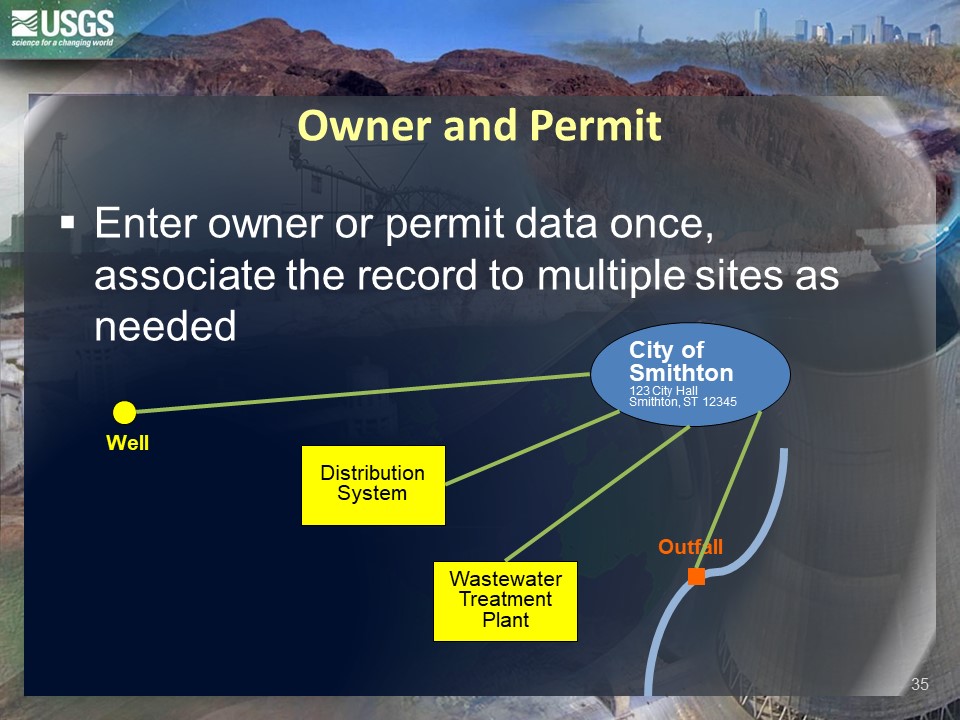 USGS
science for a changing world
Owner and Permit
▪ Enter owner or permit data once,
associate the record to multiple sites as
needed
City of
Smithton
123 City Hall
Smithton, ST 12345
Well
Distribution
System
Outfall
Wastewater
Treatment
Plant
35